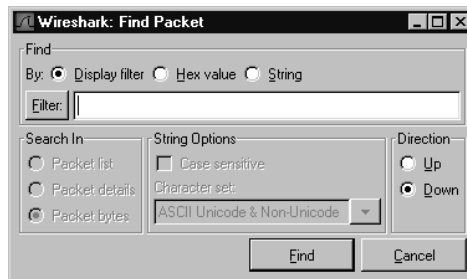 Wireshark: Find Packet
Find
By: Display filter Hex value String
Filter:
Search In
Packet list
Packet details
Packet bytes
String Options
Case sensitive
Character set:
ASCII Unicode & Non-Unicode
Direction
Up
Down
Find Cancel